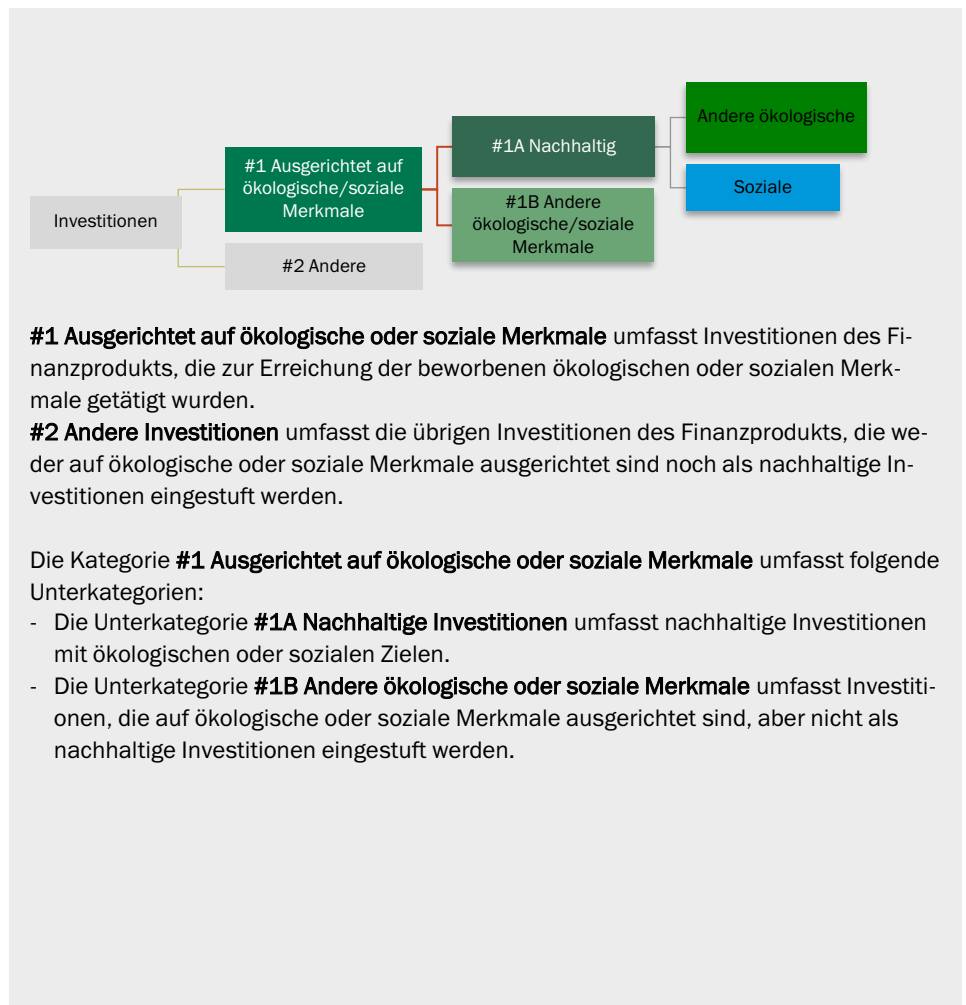 Andere ökologische
#1A Nachhaltig
#1 Ausgerichtet auf
ökologische/soziale
Merkmale
Soziale
#1B Andere
ökologische/soziale
Merkmale
Investitionen
#2 Andere
#1 Ausgerichtet auf ökologische oder soziale Merkmale umfasst Investitionen des Fi-
nanzprodukts, die zur Erreichung der beworbenen ökologischen oder sozialen Merk-
male getätigt wurden.
#2 Andere Investitionen umfasst die übrigen Investitionen des Finanzprodukts, die we-
der auf ökologische oder soziale Merkmale ausgerichtet sind noch als nachhaltige In-
vestitionen eingestuft werden.
Die Kategorie #1 Ausgerichtet auf ökologische oder soziale Merkmale umfasst folgende
Unterkategorien:
- Die Unterkategorie #1A Nachhaltige Investitionen umfasst nachhaltige Investitionen
mit ökologischen oder sozialen Zielen.
- Die Unterkategorie #1B Andere ökologische oder soziale Merkmale umfasst Investiti-
onen, die auf ökologische oder soziale Merkmale ausgerichtet sind, aber nicht als
nachhaltige Investitionen eingestuft werden.